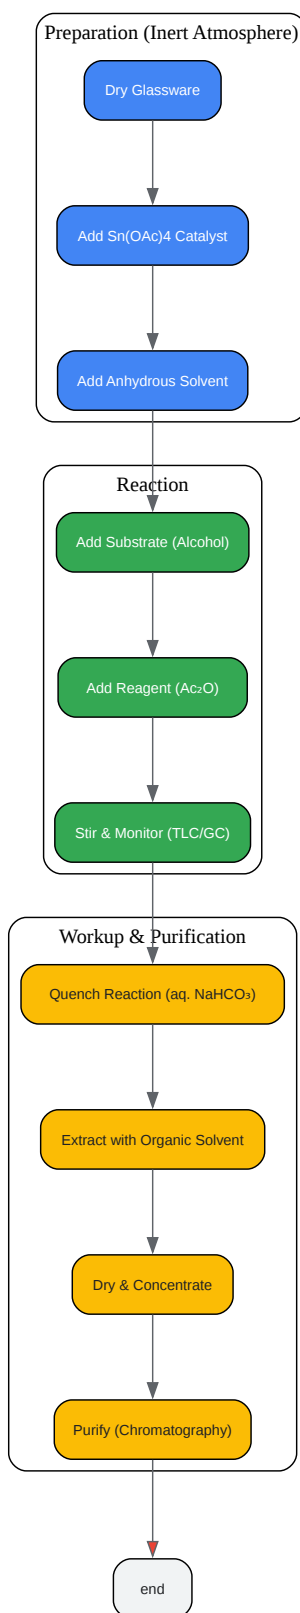 Preparation (Inert Atmosphere)
Dry Glassware
Add Sn(OAc)4 Catalyst
Add Anhydrous Solvent
Reaction
Add Substrate (Alcohol)
Add Reagent (Ac₂O)
Stir & Monitor (TLC/GC)
Workup & Purification
Quench Reaction (aq. NaHCO₃)
Extract with Organic Solvent
Dry & Concentrate
Purify (Chromatography)
end